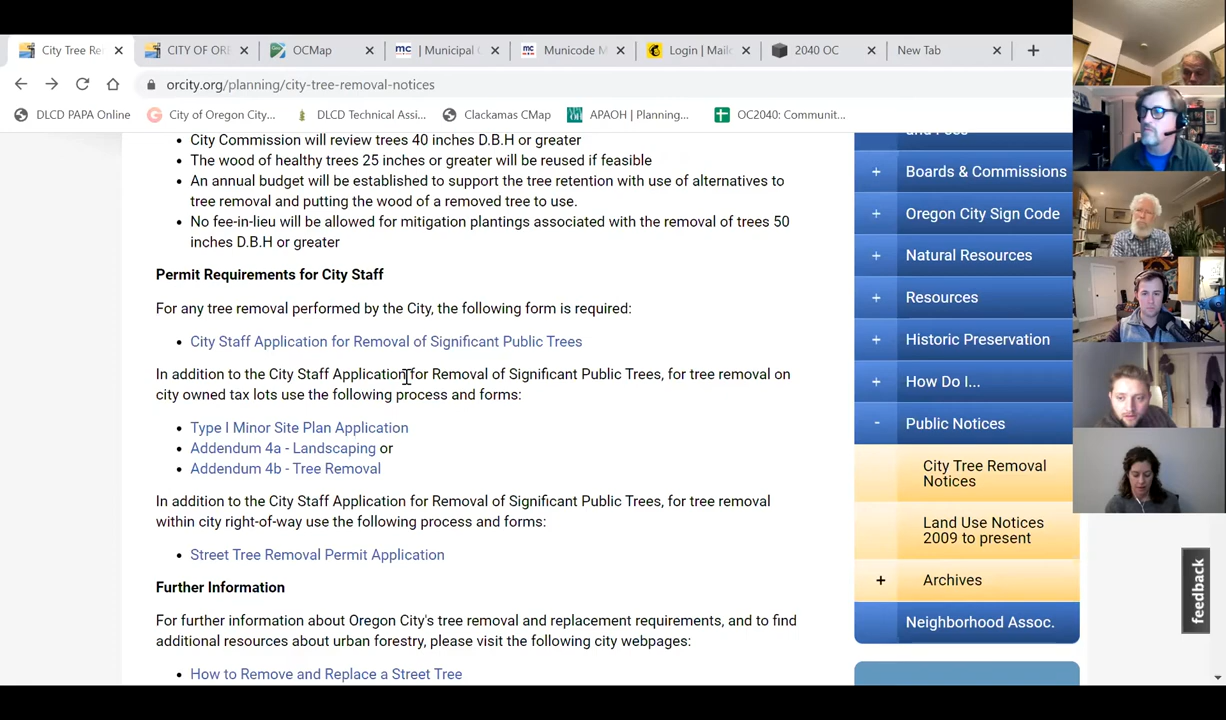 City Tree Re
CITY OF ORE
OCMap
mc | Municipal C
mc Municode M
Login | Mailc
2040 OC
New Tab
orcity.org/planning/city-tree-removal-notices
DLCD PAPA Online
City of Oregon City...
DLCD Technical Assi...
Clackamas CMap
APAOH | Planning...
OC2040: Communit...
City Commission will review trees 40 inches D.B.H or greater
The wood of healthy trees 25 inches or greater will be reused if feasible
An annual budget will be established to support the tree retention with use of alternatives to
tree removal and putting the wood of a removed tree to use.
No fee-in-lieu will be allowed for mitigation plantings associated with the removal of trees 50
inches D.B.H or greater
Permit Requirements for City Staff
For any tree removal performed by the City, the following form is required:
City Staff Application for Removal of Significant Public Trees
In addition to the City Staff Application for Removal of Significant Public Trees, for tree removal on
city owned tax lots use the following process and forms:
Type I Minor Site Plan Application
Addendum 4a - Landscaping or
Addendum 4b - Tree Removal
In addition to the City Staff Application for Removal of Significant Public Trees, for tree removal
within city right-of-way use the following process and forms:
Street Tree Removal Permit Application
Further Information
For further information about Oregon City's tree removal and replacement requirements, and to find
additional resources about urban forestry, please visit the following city webpages:
How to Remove and Replace a Street Tree
and Fees
+ Boards & Commissions
+ Oregon City Sign Code
+ Natural Resources
+ Resources
+ Historic Preservation
+ How Do I...
- Public Notices
City Tree Removal
Notices
Land Use Notices
2009 to present
+ Archives
Neighborhood Assoc.
feedback